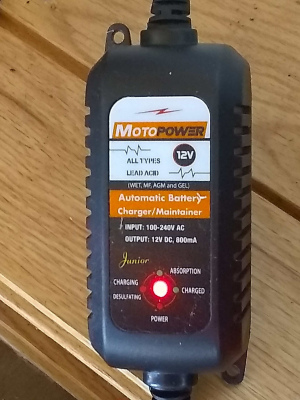 MOTOPOWER
12V
ALL TYPES
LEAD ACID
(WET, MF, AGM and GEL)
Automatic Battery
Charger/Maintainer
INPUT: 100-240V AC
OUTPUT: 12V DC, 800mA
Junior
ABSORPTION
CHARGING
CHARGED
DESULFATING
POWER